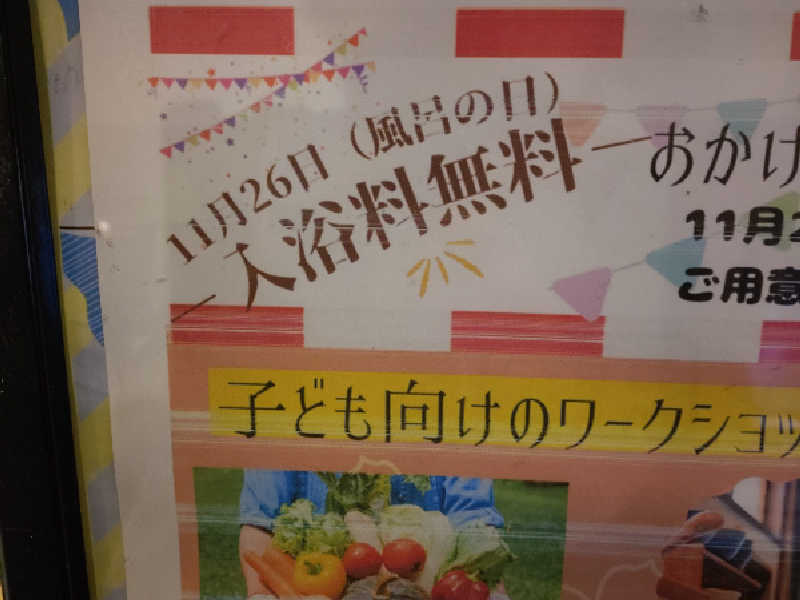 11月26日（風呂の日）
入浴料無料
おかけ
11月2
ご用意
子ども向けのワークショッ